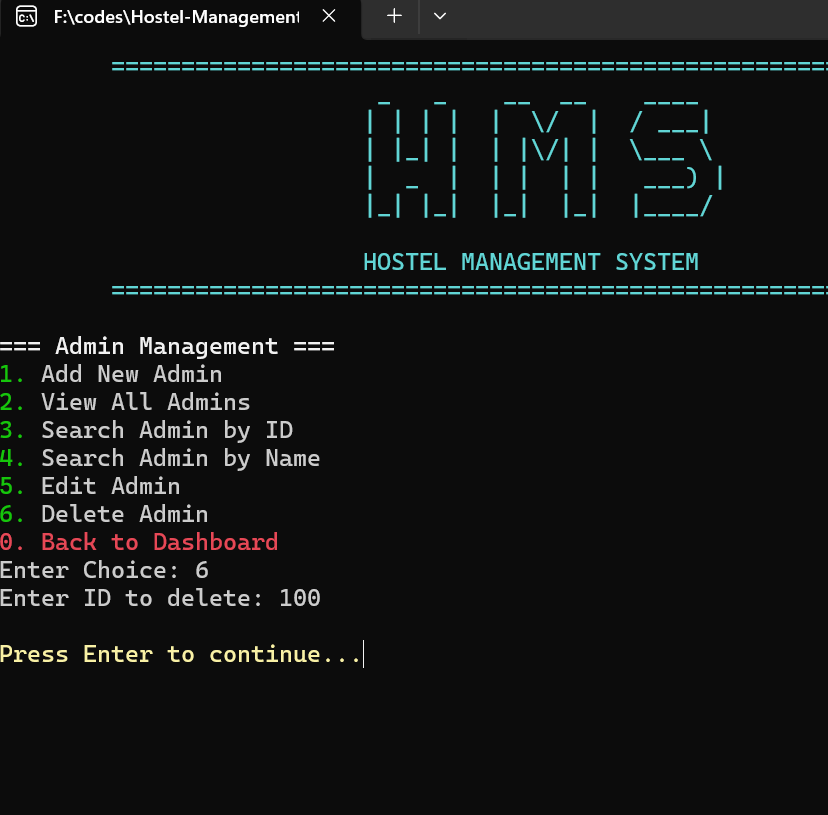 F:\codes\Hostel-Management
=====================================================
 _   _    __  __    ____
| | | |  |  \/  |  / ___|
| |_| |  | |\/| |  \___ \
|  _  |  | |  | |   ___) |
|_| |_|  |_|  |_|  |____/
HOSTEL MANAGEMENT SYSTEM
=====================================================
=== Admin Management ===
1. Add New Admin
2. View All Admins
3. Search Admin by ID
4. Search Admin by Name
5. Edit Admin
6. Delete Admin
0. Back to Dashboard
Enter Choice: 6
Enter ID to delete: 100
Press Enter to continue...